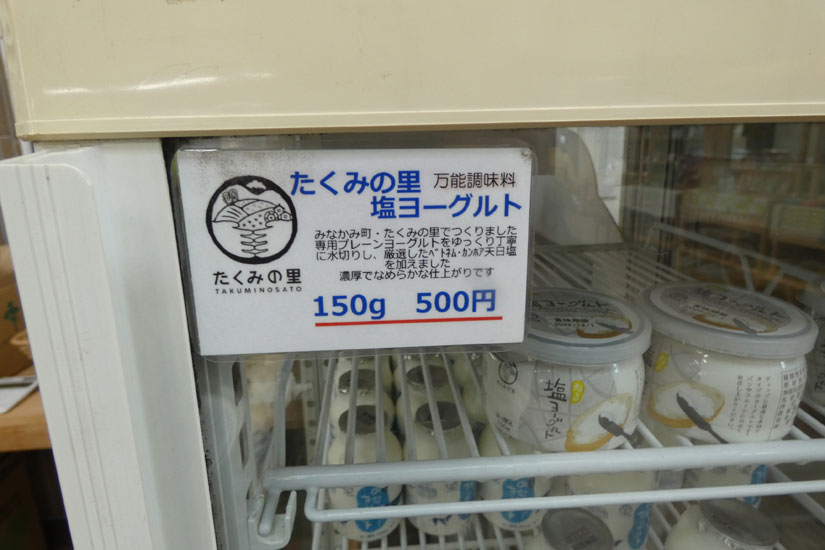 たくみの里 万能調味料
塩ヨーグルト
みなかみ町・たくみの里でつくりました
専用プレーンヨーグルトをゆっくり丁寧
に水切りし、厳選したﾍﾞﾄﾅﾑ・ｶﾝﾎｱ天日塩
を加えました
濃厚でなめらかな仕上がりです
150g 500円
たくみの里
TAKUMINOSATO
塩ヨーグルト